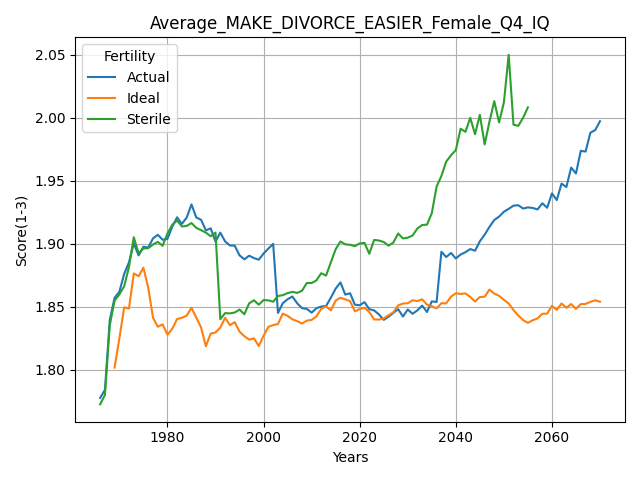 Average_MAKE_DIVORCE_EASIER_Female_Q4_IQ
Fertility
Actual
Ideal
Sterile
Score(1-3)
2.05
2.00
1.95
1.90
1.85
1.80
1980
2000
2020
2040
2060
Years